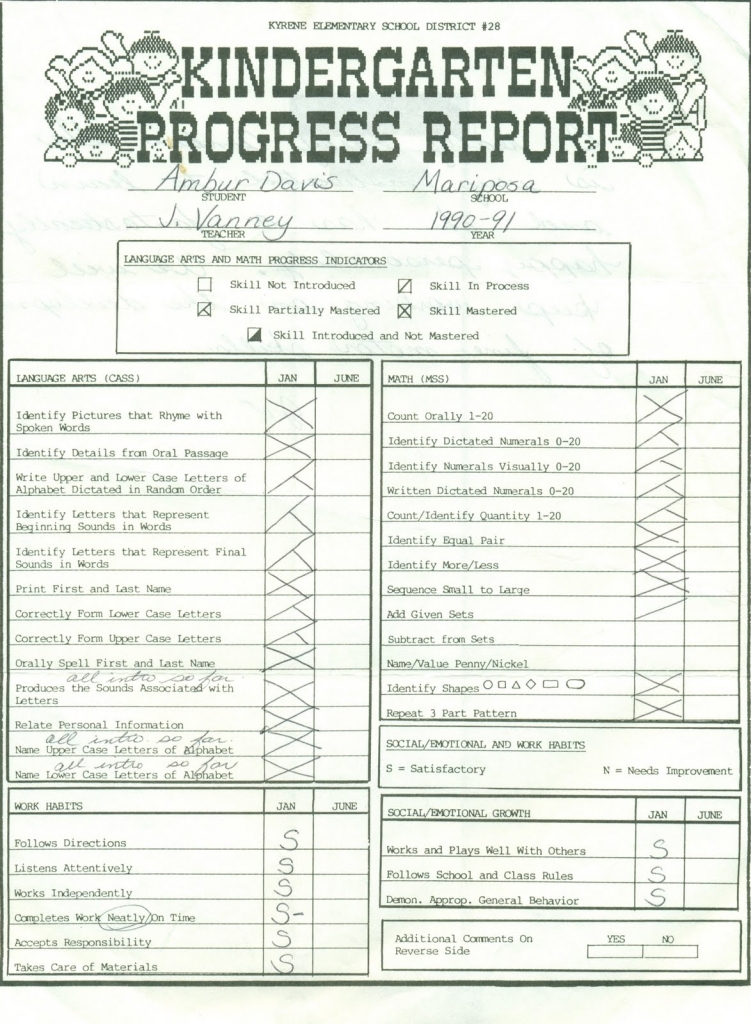 KYRENE ELEMENTARY SCHOOL DISTRICT #28
KINDERGARTEN
PROGRESS REPORT
Ambur Davis Mariposa
STUDENT SCHOOL
J. Vanney 1990-91
TEACHER YEAR
LANGUAGE ARTS AND MATH PROGRESS INDICATORS
Skill Not Introduced Skill In Process
Skill Partially Mastered Skill Mastered
Skill Introduced and Not Mastered
LANGUAGE ARTS (CASS) JAN JUNE
Identify Pictures that Rhyme with
Spoken Words
Identify Details from Oral Passage
Write Upper and Lower Case Letters of
Alphabet Dictated in Random Order
Identify Letters that Represent
Beginning Sounds in Words
Identify Letters that Represent Final
Sounds in Words
Print First and Last Name
Correctly Form Lower Case Letters
Correctly Form Upper Case Letters
Orally Spell First and Last Name
all intro so far
Produces the Sounds Associated with
Letters
Relate Personal Information
all intro. so far.
Name Upper Case Letters of Alphabet
all intro so far
Name Lower Case Letters of Alphabet
MATH (MSS) JAN JUNE
Count Orally 1-20
Identify Dictated Numerals 0-20
Identify Numerals Visually 0-20
Written Dictated Numerals 0-20
Count/Identify Quantity 1-20
Identify Equal Pair
Identify More/Less
Sequence Small to Large
Add Given Sets
Subtract from Sets
Name/Value Penny/Nickel
Identify Shapes
Repeat 3 Part Pattern
SOCIAL/EMOTIONAL AND WORK HABITS
S = Satisfactory N = Needs Improvement
WORK HABITS JAN JUNE
Follows Directions S
Listens Attentively S
Works Independently S
Completes Work Neatly/On Time S-
Accepts Responsibility S
Takes Care of Materials S
SOCIAL/EMOTIONAL GROWTH JAN JUNE
Works and Plays Well With Others S
Follows School and Class Rules S
Demon. Approp. General Behavior S
Additional Comments On YES NO
Reverse Side